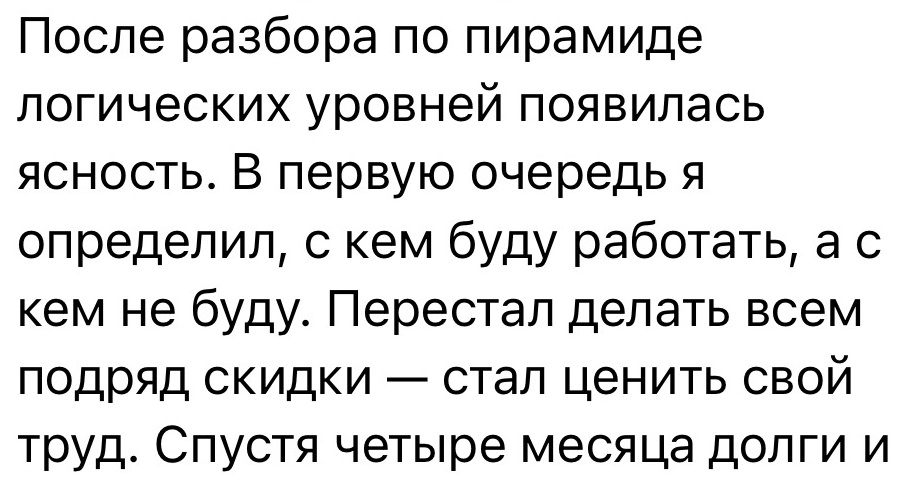 После разбора по пирамиде
логических уровней появилась
ясность. В первую очередь я
определил, с кем буду работать, а с
кем не буду. Перестал делать всем
подряд скидки — стал ценить свой
труд. Спустя четыре месяца долги и